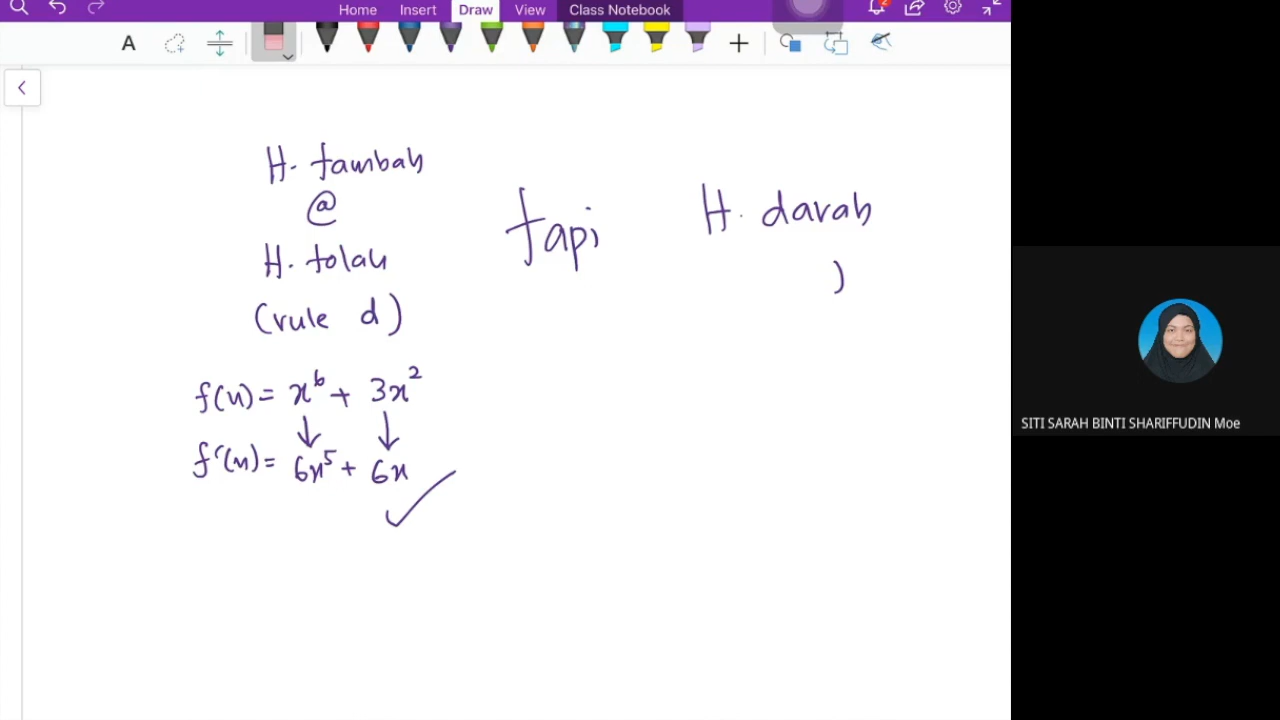 Home Insert Draw View Class Notebook
2
A
H. tambah
@
H. tolak
(rule d)
tapi
H. darab
)
f(x) = x⁶ + 3x²
↓ ↓
f'(x) = 6x⁵ + 6x
✓
SITI SARAH BINTI SHARIFFUDIN Moe